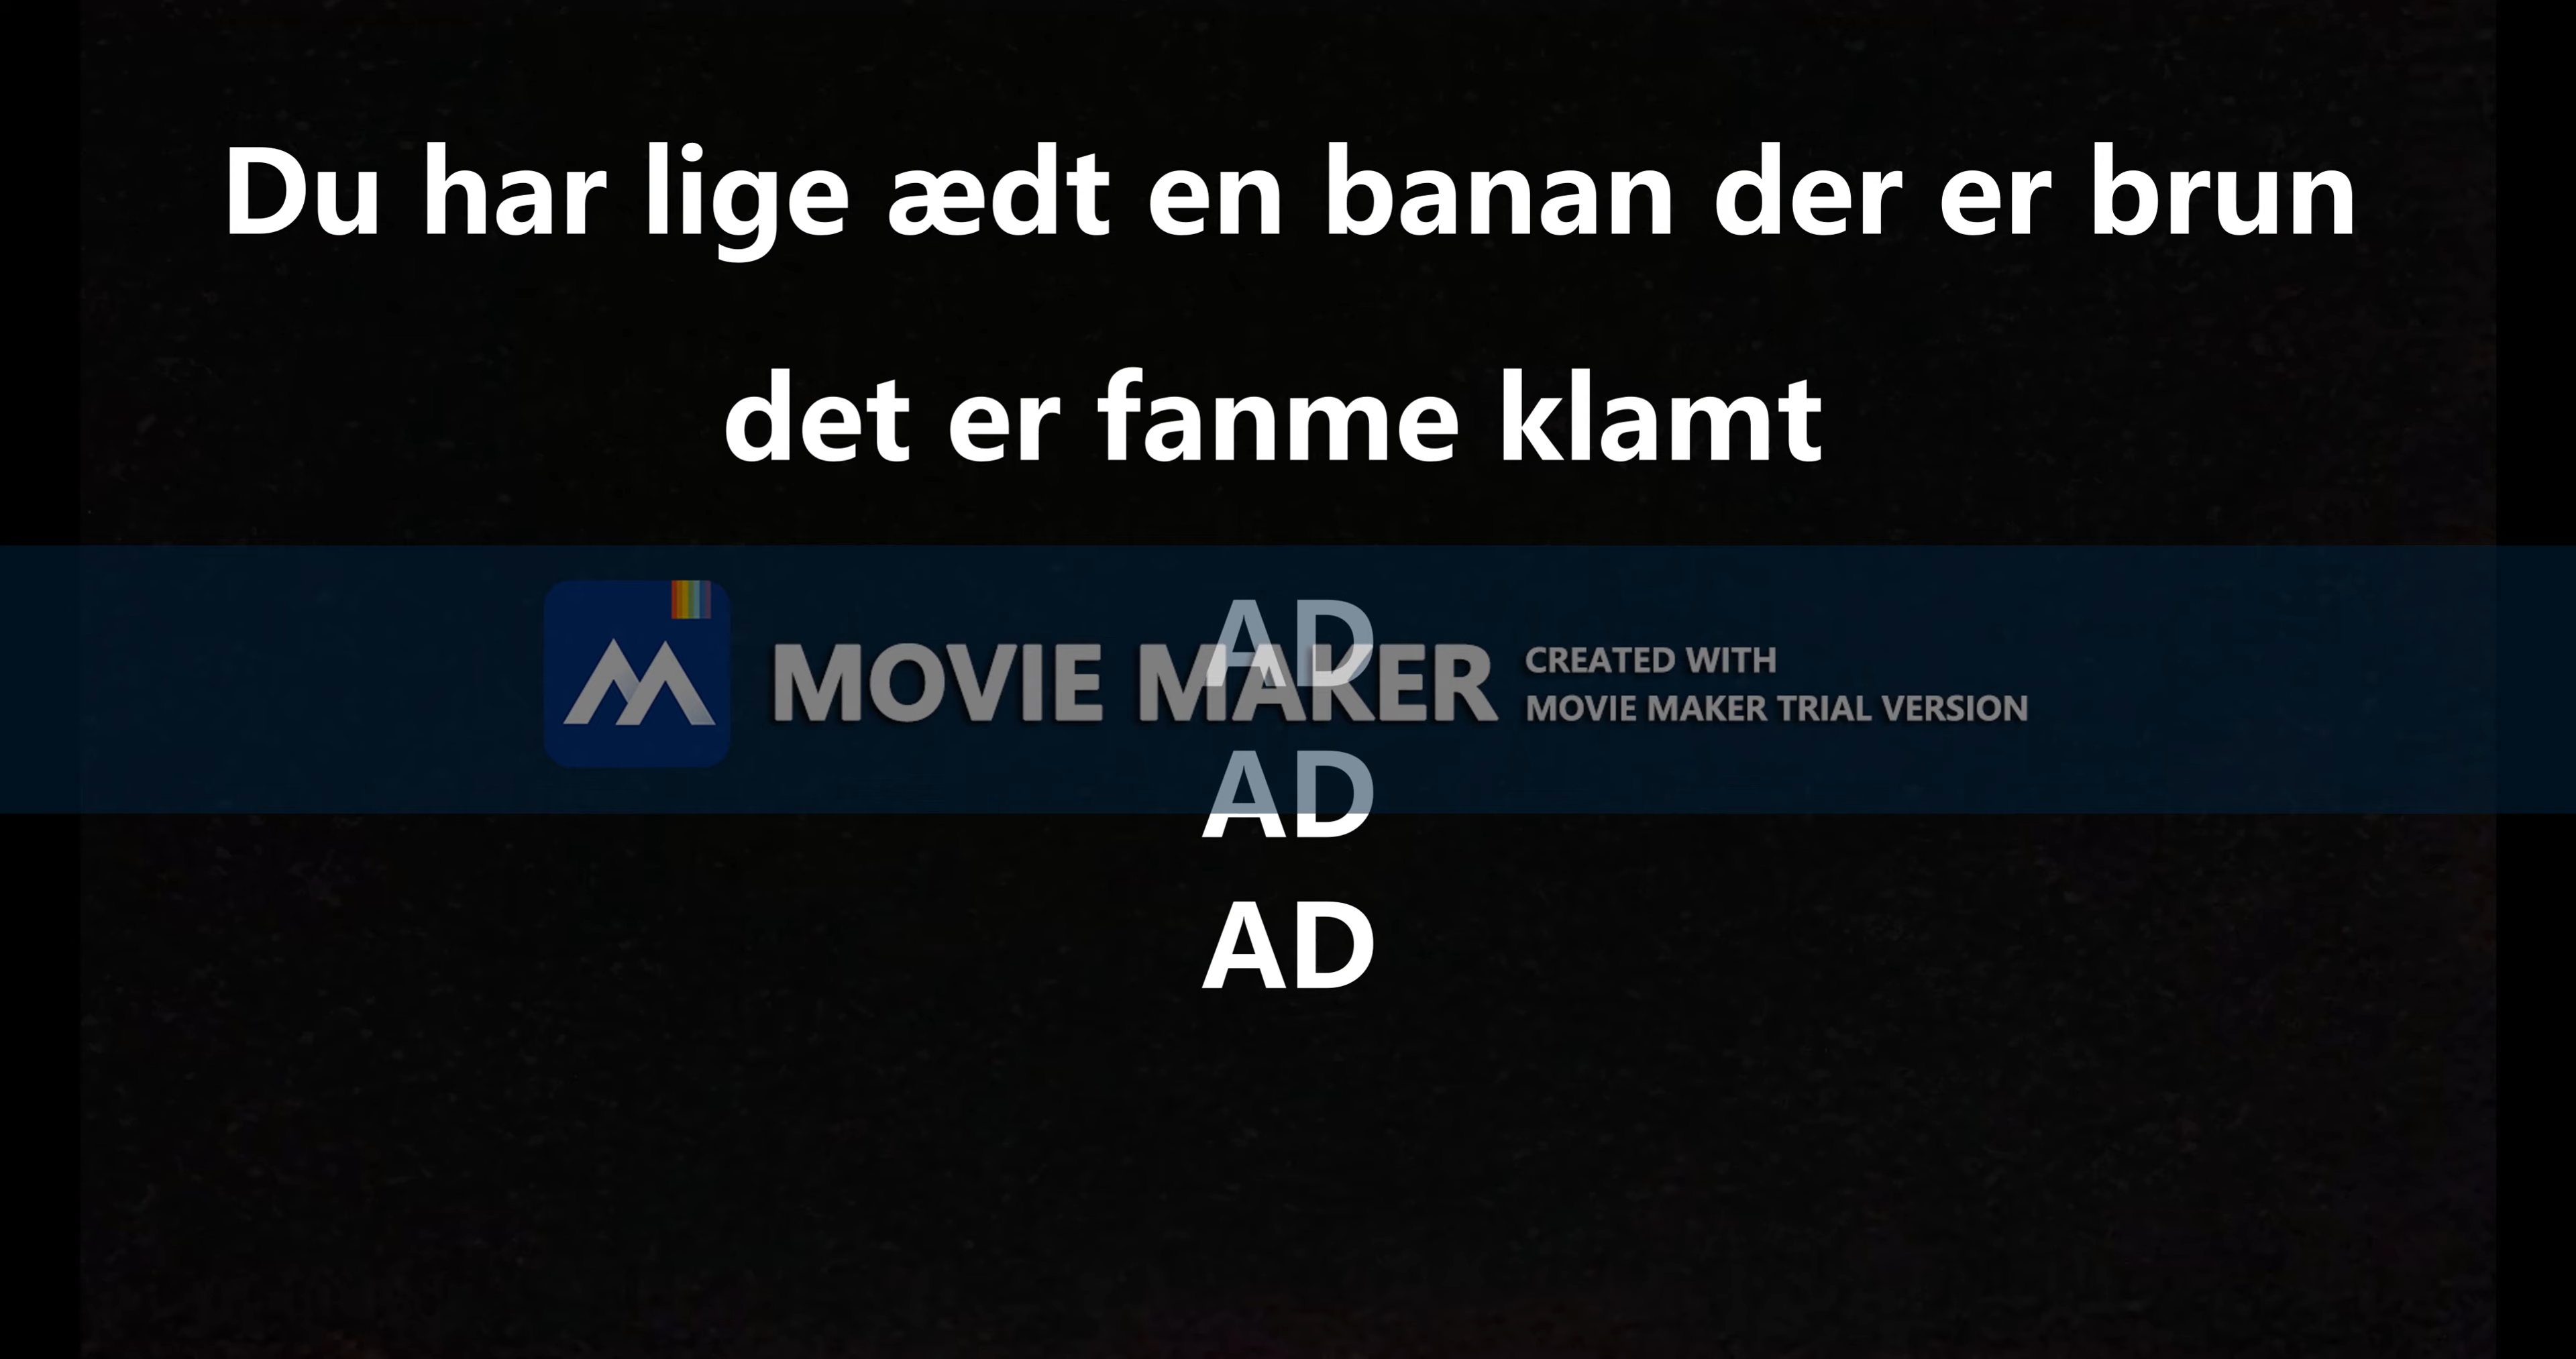 Du har lige ædt en banan der er brun
det er fanme klamt
AD
MOVIE MAKER
CREATED WITH
MOVIE MAKER TRIAL VERSION
AD
AD